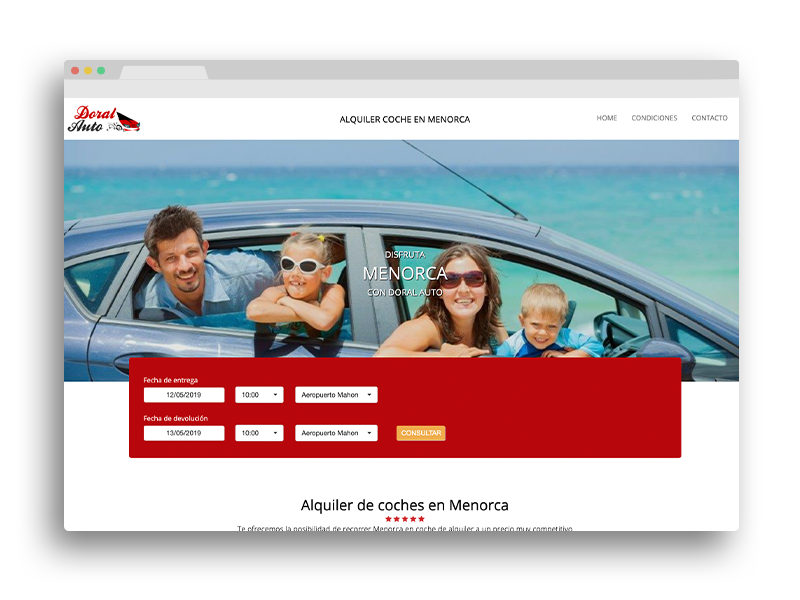 Doral
Auto
ALQUILER COCHE EN MENORCA
HOME CONDICIONES CONTACTO
DISFRUTA
MENORCA
CON DORAL AUTO
Fecha de entrega
12/05/2019 10:00 Aeropuerto Mahon
Fecha de devolución
13/05/2019 10:00 Aeropuerto Mahon CONSULTAR
Alquiler de coches en Menorca
Te ofrecemos la posibilidad de recorrer Menorca en coche de alquiler a un precio muy competitivo